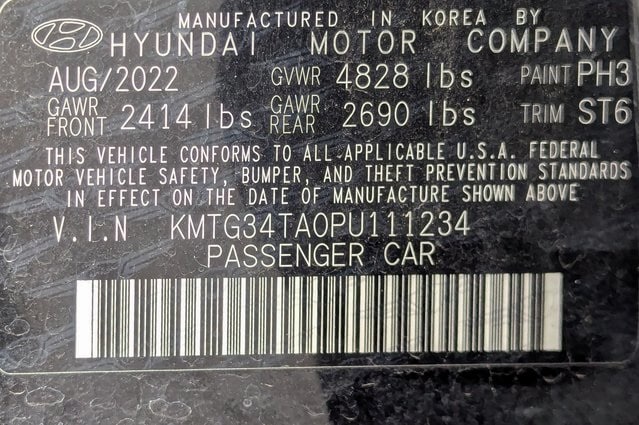 MANUFACTURED IN KOREA BY
HYUNDAI MOTOR COMPANY
AUG/2022 GVWR 4828 lbs PAINT PH3
GAWR FRONT 2414 lbs GAWR REAR 2690 lbs TRIM ST6
THIS VEHICLE CONFORMS TO ALL APPLICABLE U.S.A. FEDERAL
MOTOR VEHICLE SAFETY, BUMPER, AND THEFT PREVENTION STANDARDS
IN EFFECT ON THE DATE OF MANUFACTURE SHOWN ABOVE
V.I.N KMTG34TA0PU111234
PASSENGER CAR